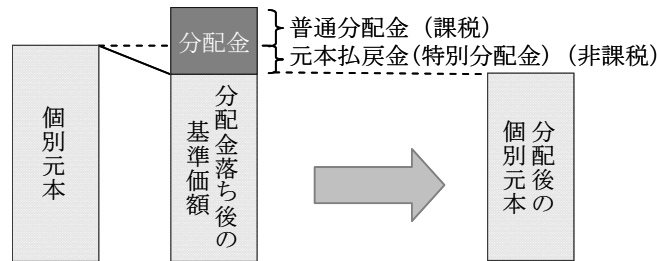 分配金
普通分配金（課税）
元本払戻金(特別分配金)（非課税）
個別元本
分配金落ち後の
基準価額
分配後の
個別元本